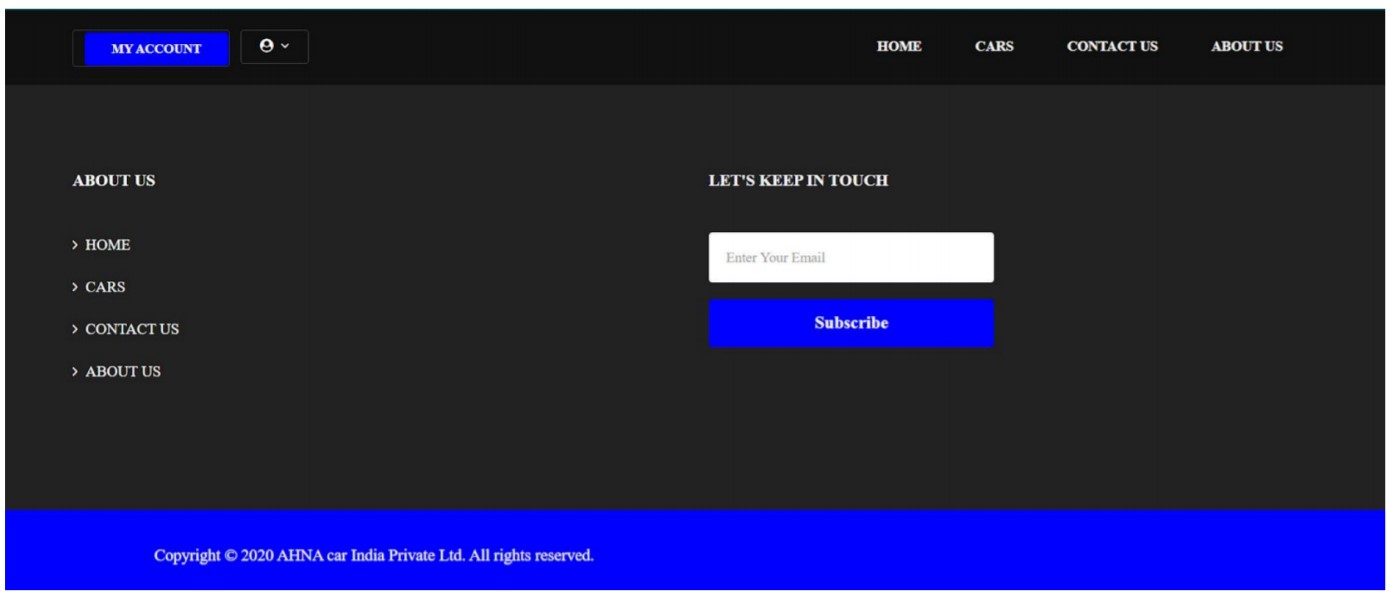 MY ACCOUNT
HOME CARS CONTACT US ABOUT US
ABOUT US
HOME
CARS
CONTACT US
ABOUT US
LET'S KEEP IN TOUCH
Enter Your Email
Subscribe
Copyright © 2020 AHNA car India Private Ltd. All rights reserved.